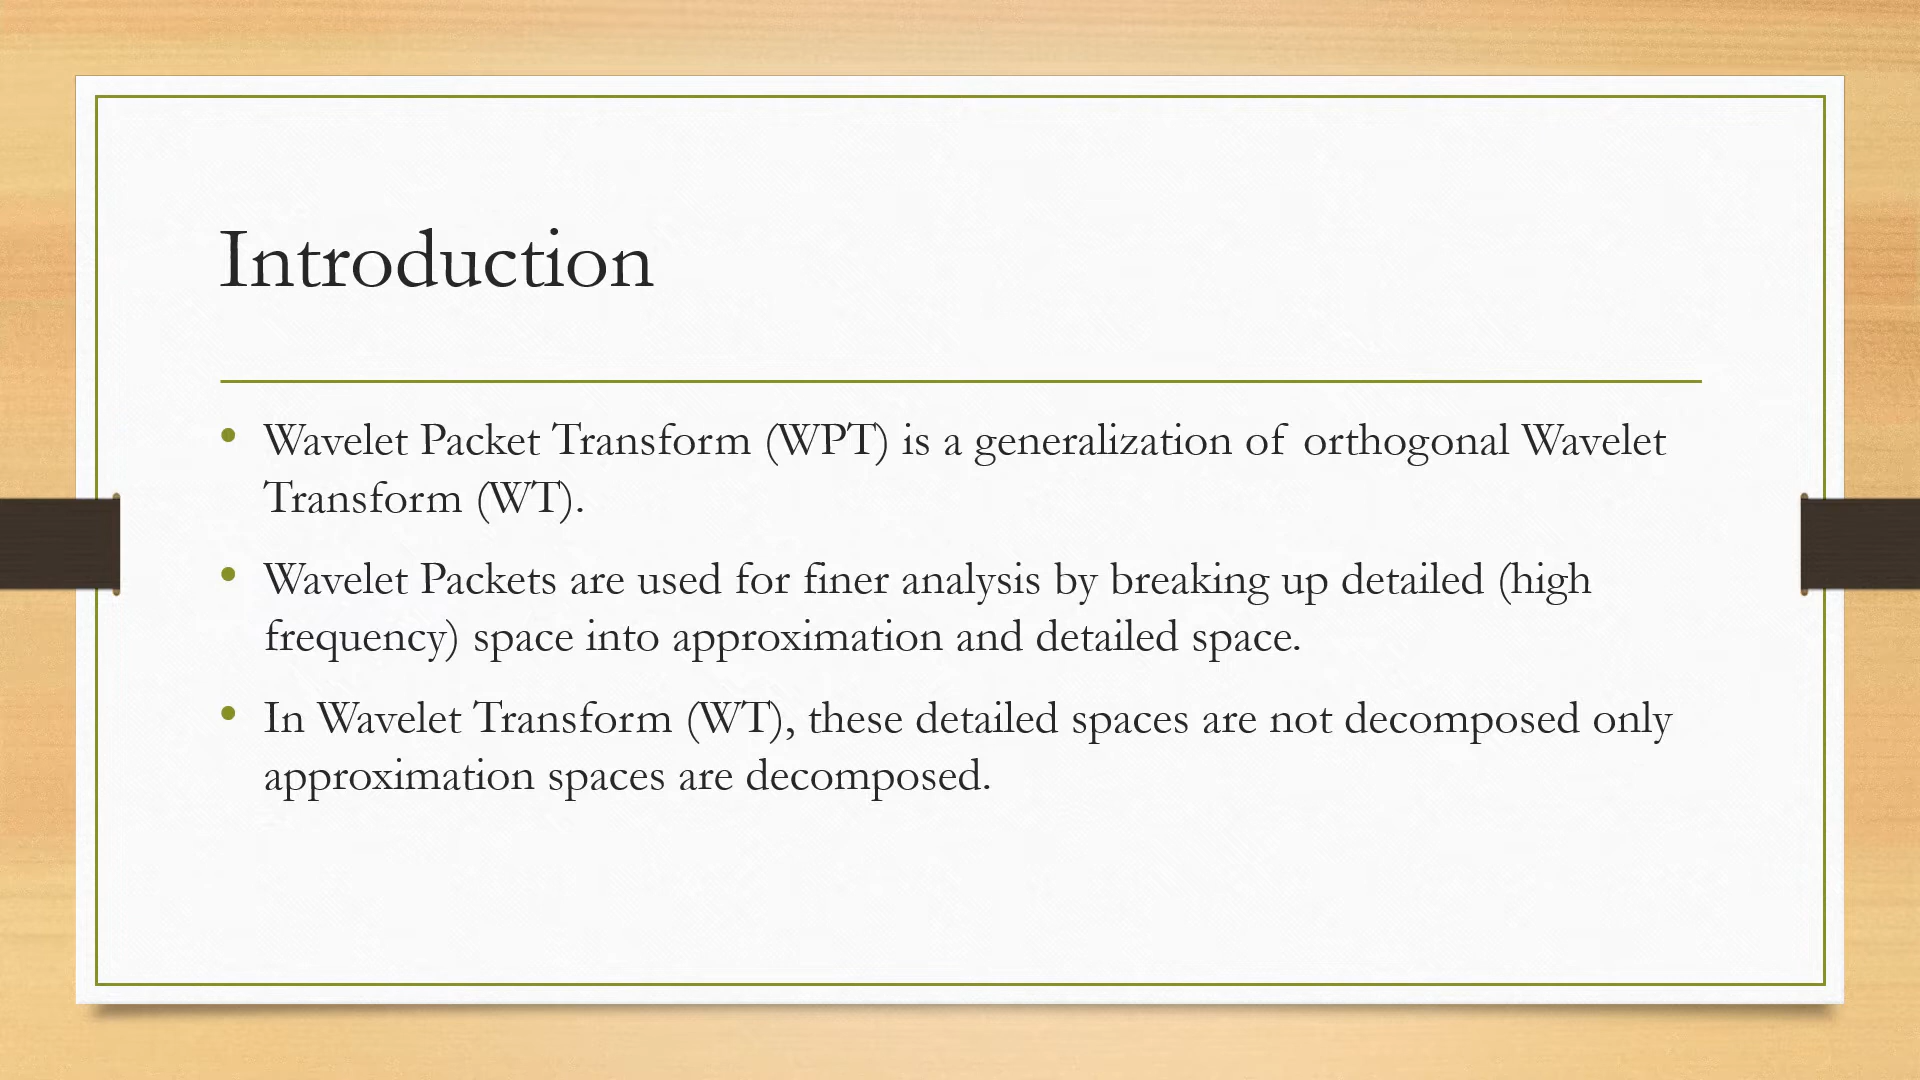 Introduction
• Wavelet Packet Transform (WPT) is a generalization of orthogonal Wavelet
Transform (WT).
• Wavelet Packets are used for finer analysis by breaking up detailed (high
frequency) space into approximation and detailed space.
• In Wavelet Transform (WT), these detailed spaces are not decomposed only
approximation spaces are decomposed.